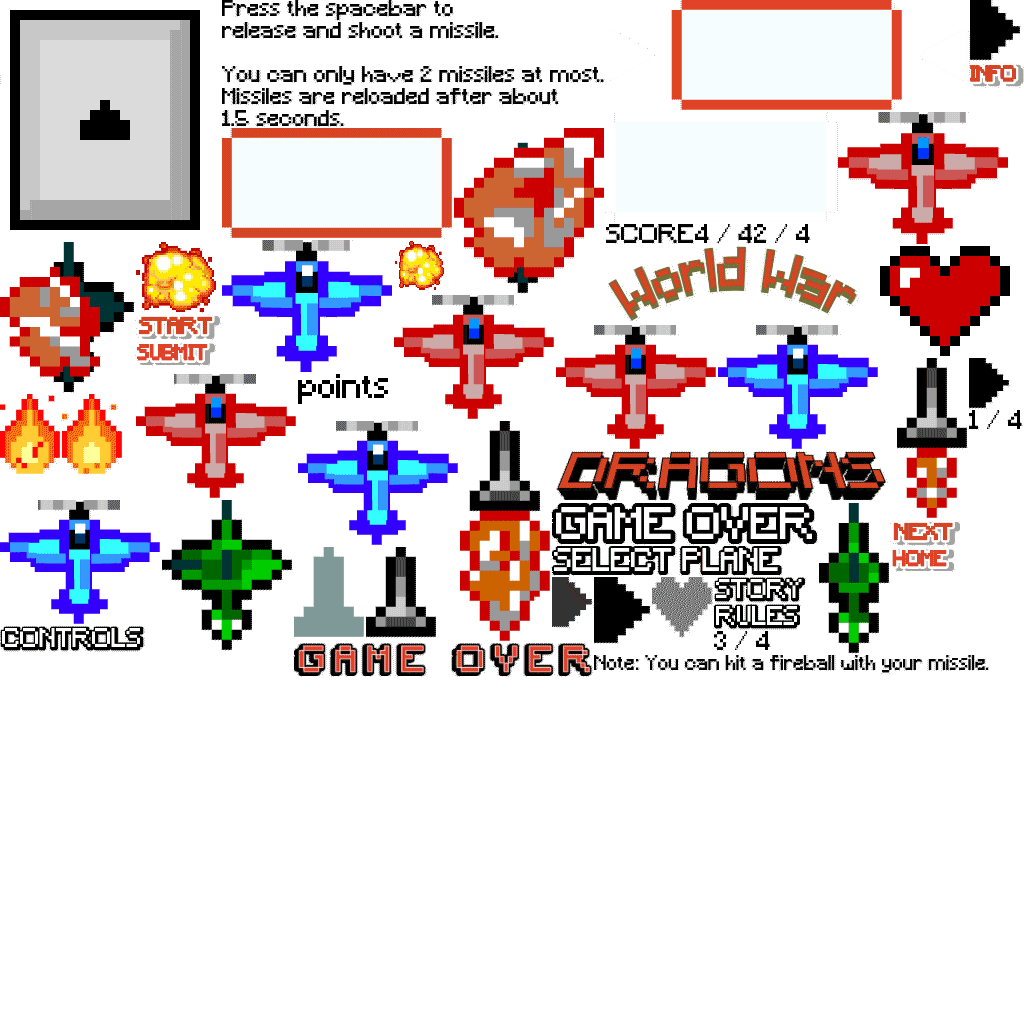 Press the spacebar to
release and shoot a missile.
You can only have 2 missiles at most.
Missiles are reloaded after about
1.5 seconds.
INFO
SCORE4 / 42 / 4
World War
START
SUBMIT
points
1 / 4
DRAGONS
GAME OVER
SELECT PLANE
NEXT
HOME
STORY
RULES
3 / 4
CONTROLS
GAME OVER
Note: You can hit a fireball with your missile.